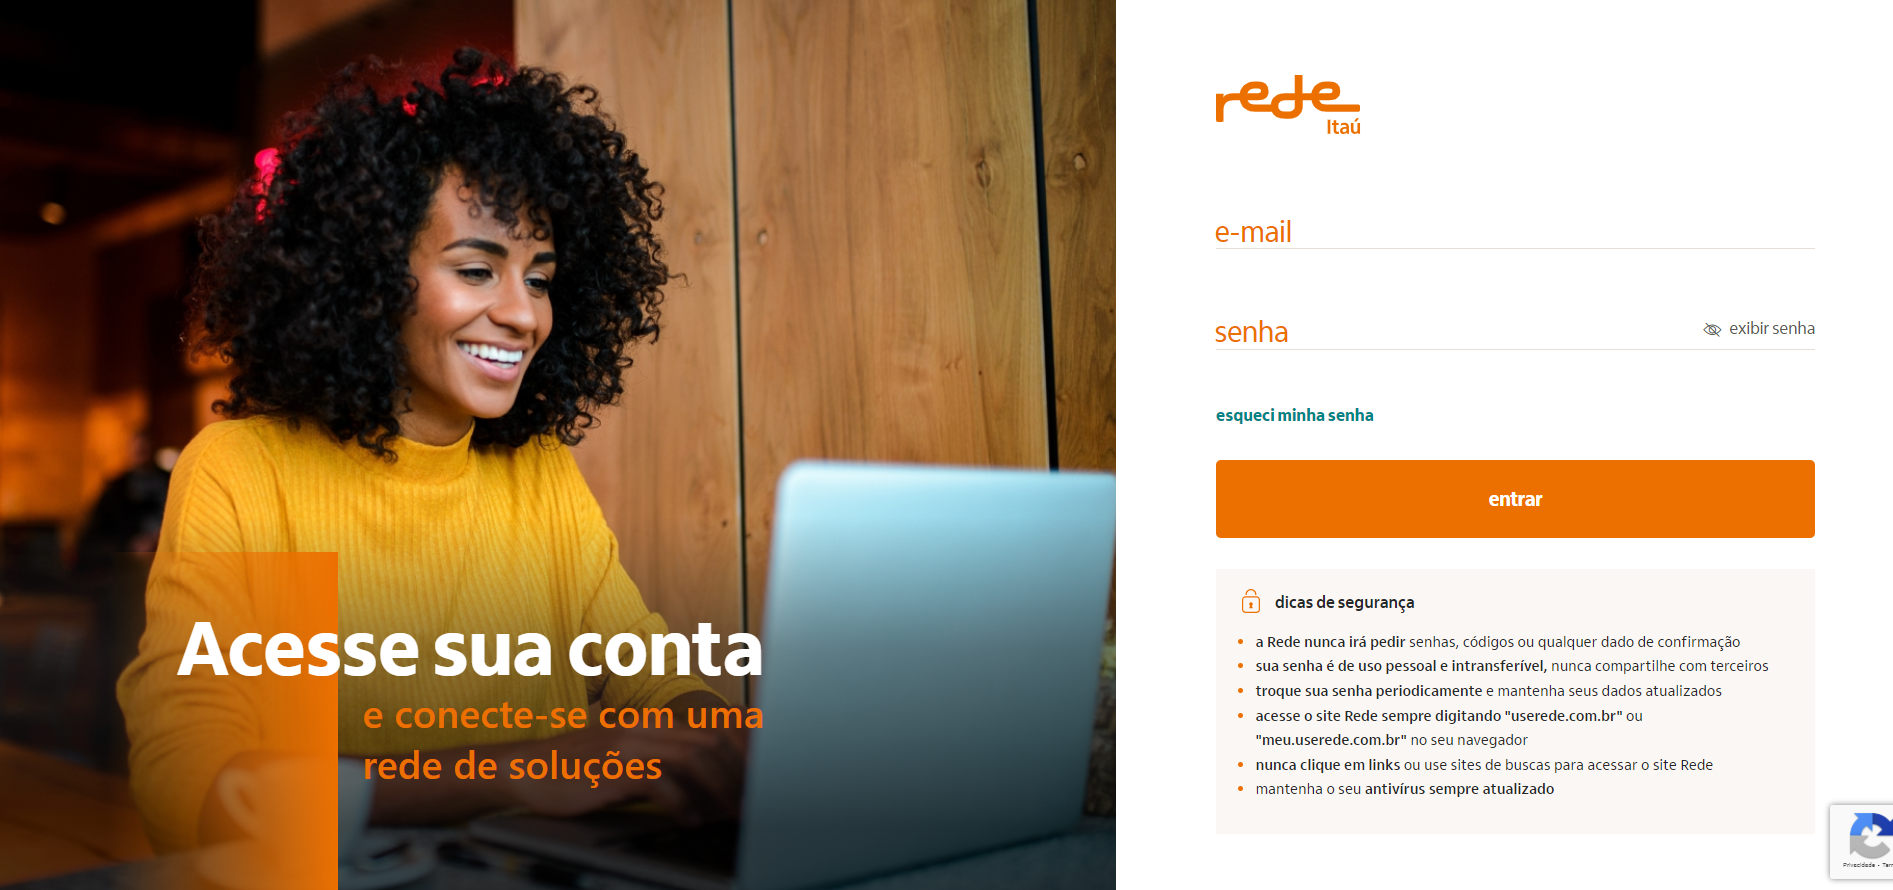 Acesse sua conta
e conecte-se com uma
rede de soluções
rede
Itaú
e-mail
senha
exibir senha
esqueci minha senha
entrar
dicas de segurança
a Rede nunca irá pedir senhas, códigos ou qualquer dado de confirmação
sua senha é de uso pessoal e intransferível, nunca compartilhe com terceiros
troque sua senha periodicamente e mantenha seus dados atualizados
acesse o site Rede sempre digitando "userede.com.br" ou
"meu.userede.com.br" no seu navegador
nunca clique em links ou use sites de buscas para acessar o site Rede
mantenha o seu antivírus sempre atualizado
Privacidade -